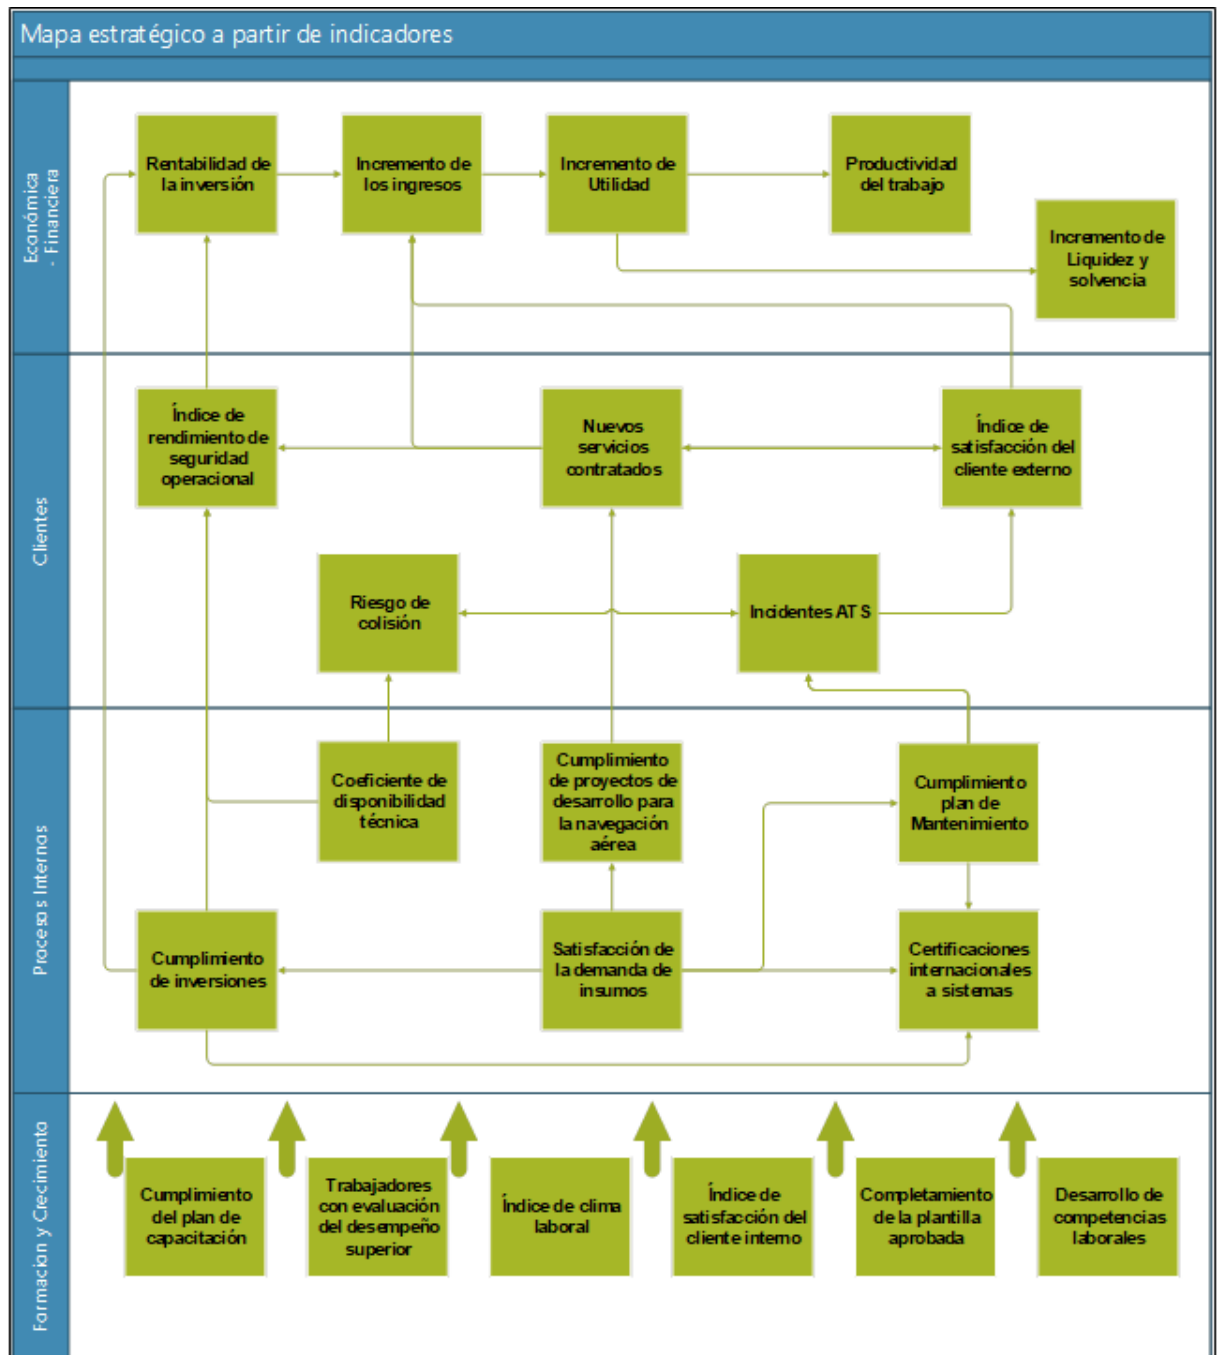 Mapa estratégico a partir de indicadores
Económica
- Financiera
Rentabilidad de
la inversión
Incremento de
los ingresos
Incremento de
Utilidad
Productividad
del trabajo
Incremento de
Liquidez y
solvencia
Clientes
Índice de
rendimiento de
seguridad
operacional
Nuevos
servicios
contratados
Índice de
satisfacción del
cliente externo
Riesgo de
colisión
Incidentes ATS
Procesos Internos
Coeficiente de
disponibilidad
técnica
Cumplimiento
de proyectos de
desarrollo para
la navegación
aérea
Cumplimiento
plan de
Mantenimiento
Cumplimiento
de inversiones
Satisfacción de
la demanda de
insumos
Certificaciones
internacionales
a sistemas
Formacion y Crecimiento
Cumplimiento
del plan de
capacitación
Trabajadores
con evaluación
del desempeño
superior
Índice de clima
laboral
Índice de
satisfacción del
cliente interno
Completamiento
de la plantilla
aprobada
Desarrollo de
competencias
laborales